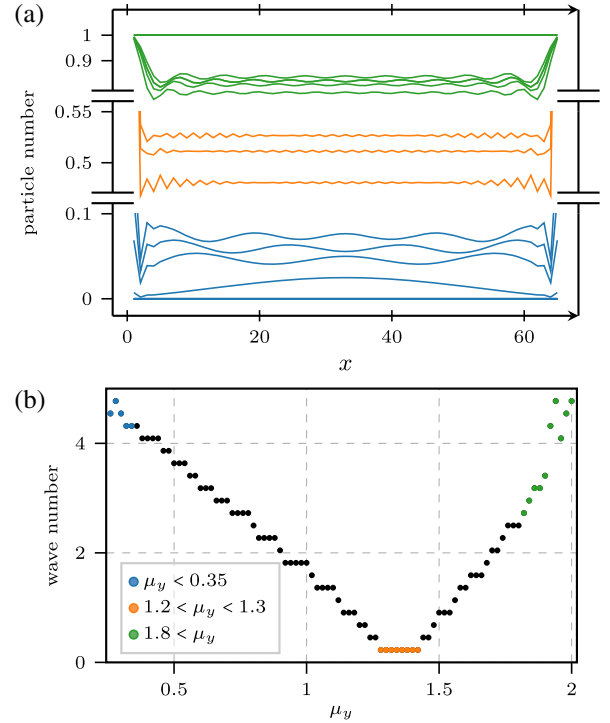 (a)
1
0.9
0.55
0.5
0.1
0
particle number
0 20 40 60
x
(b)
4
2
0
wave number
μy < 0.35
1.2 < μy < 1.3
1.8 < μy
0.5 1 1.5 2
μy